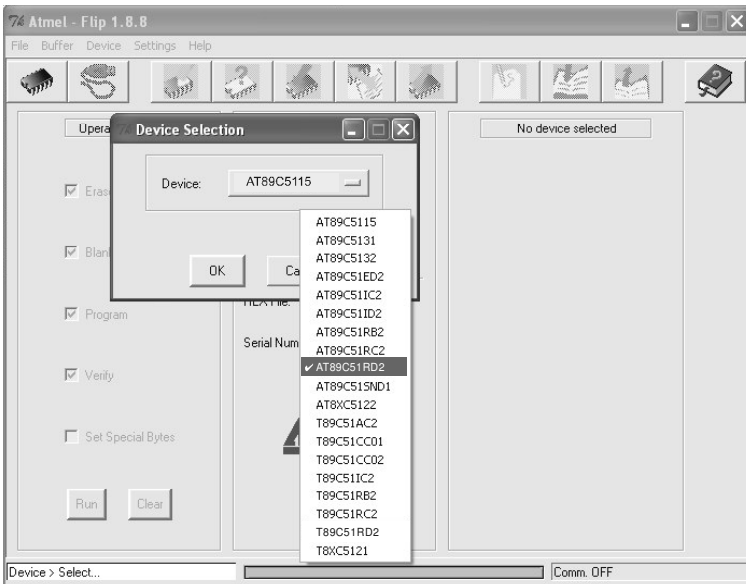 Atmel - Flip 1.8.8
File Buffer Device Settings Help
Device Selection
No device selected
Device: AT89C5115
OK
Erase
Blank
Program
Verify
Set Special Bytes
Run Clear
HEX File:
Serial Num
AT89C5115
AT89C5131
AT89C5132
AT89C51ED2
AT89C51IC2
AT89C51ID2
AT89C51RB2
AT89C51RC2
✔ AT89C51RD2
AT89C51SND1
AT8XC5122
T89C51AC2
T89C51CC01
T89C51CC02
T89C51IC2
T89C51RB2
T89C51RC2
T89C51RD2
T8XC5121
Device > Select...
Comm. OFF